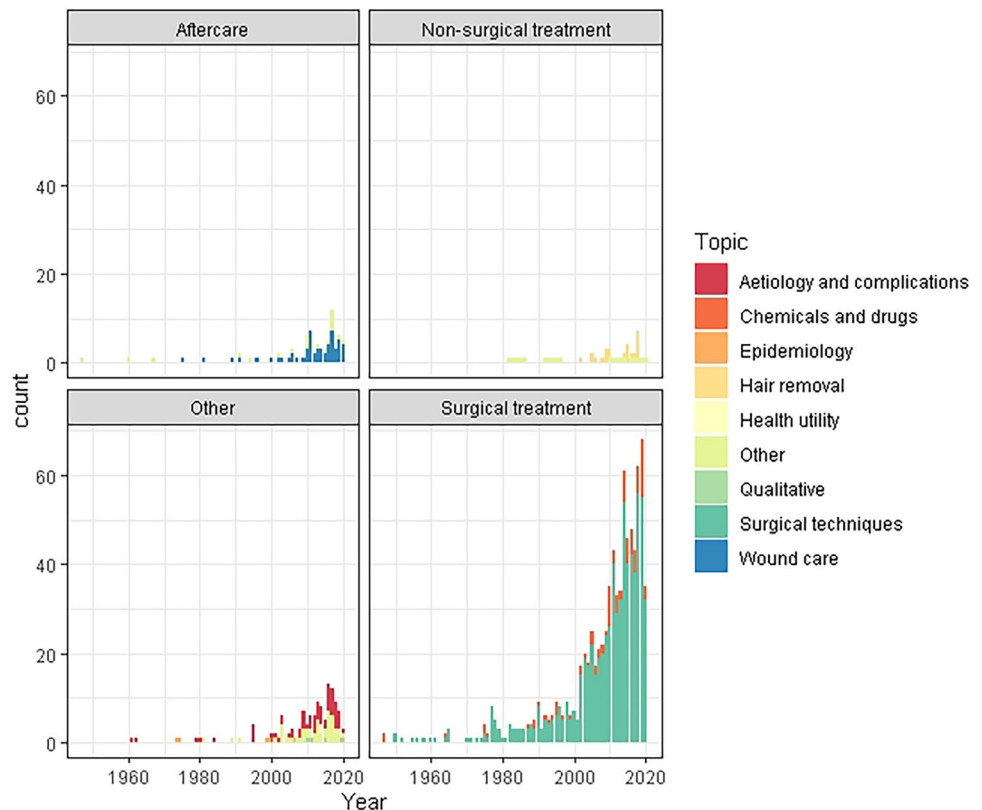 Aftercare
Non-surgical treatment
60
40
20
0
Other
Surgical treatment
60
40
20
0
count
1960 1980 2000 2020
1960 1980 2000 2020
Year
Topic
Aetiology and complications
Chemicals and drugs
Epidemiology
Hair removal
Health utility
Other
Qualitative
Surgical techniques
Wound care